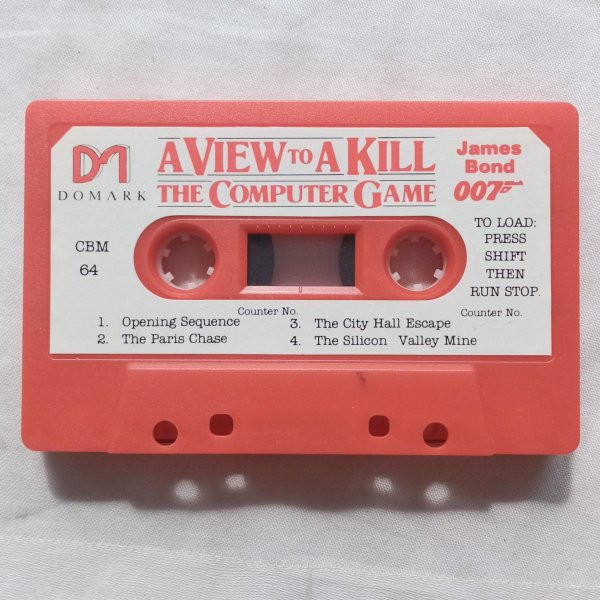 DOMARK
A VIEW TO A KILL
THE COMPUTER GAME
James
Bond
007
CBM
64
TO LOAD:
PRESS
SHIFT
THEN
RUN STOP.
Counter No.
Counter No.
1. Opening Sequence
2. The Paris Chase
3. The City Hall Escape
4. The Silicon Valley Mine